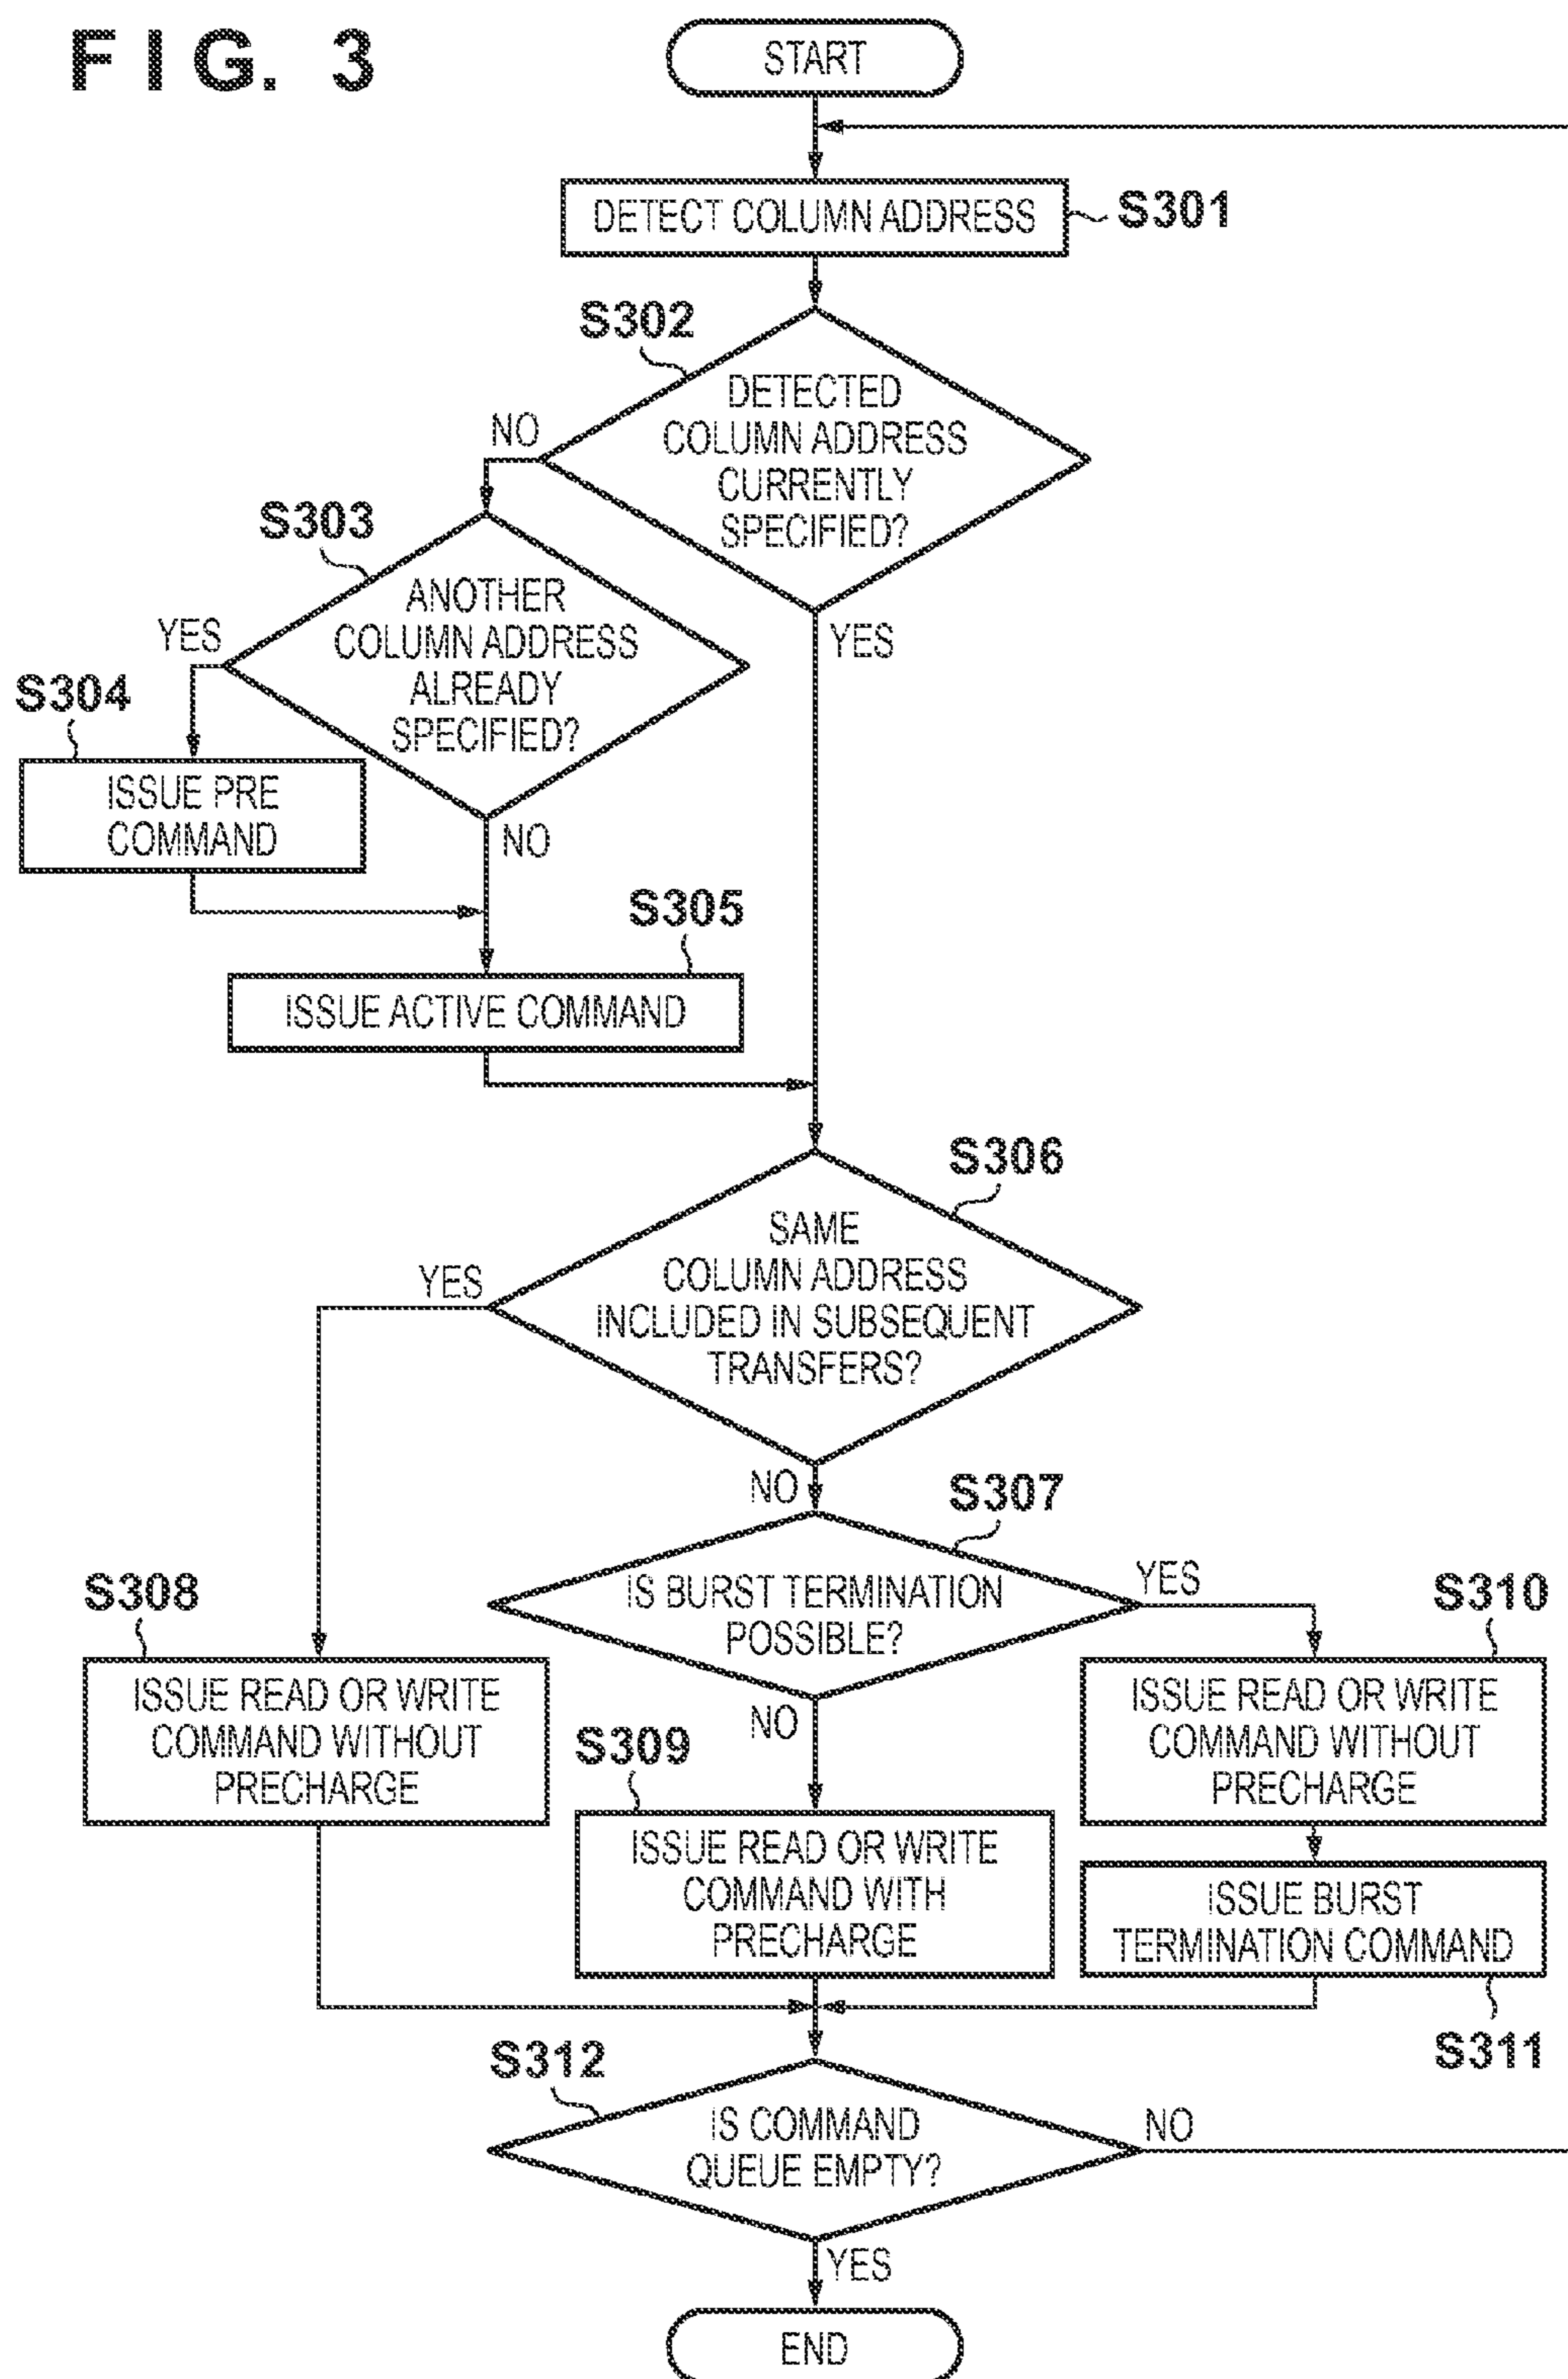 FIG. 3
START
DETECT COLUMN ADDRESS
S301
S302
DETECTED
COLUMN ADDRESS
CURRENTLY
SPECIFIED?
NO
YES
S303
ANOTHER
COLUMN ADDRESS
ALREADY
SPECIFIED?
YES
NO
S304
ISSUE PRE
COMMAND
S305
ISSUE ACTIVE COMMAND
S306
SAME
COLUMN ADDRESS
INCLUDED IN SUBSEQUENT
TRANSFERS?
YES
NO
S307
IS BURST TERMINATION
POSSIBLE?
YES
NO
S308
ISSUE READ OR WRITE
COMMAND WITHOUT
PRECHARGE
S309
ISSUE READ OR WRITE
COMMAND WITH
PRECHARGE
S310
ISSUE READ OR WRITE
COMMAND WITHOUT
PRECHARGE
ISSUE BURST
TERMINATION COMMAND
S311
S312
IS COMMAND
QUEUE EMPTY?
NO
YES
END